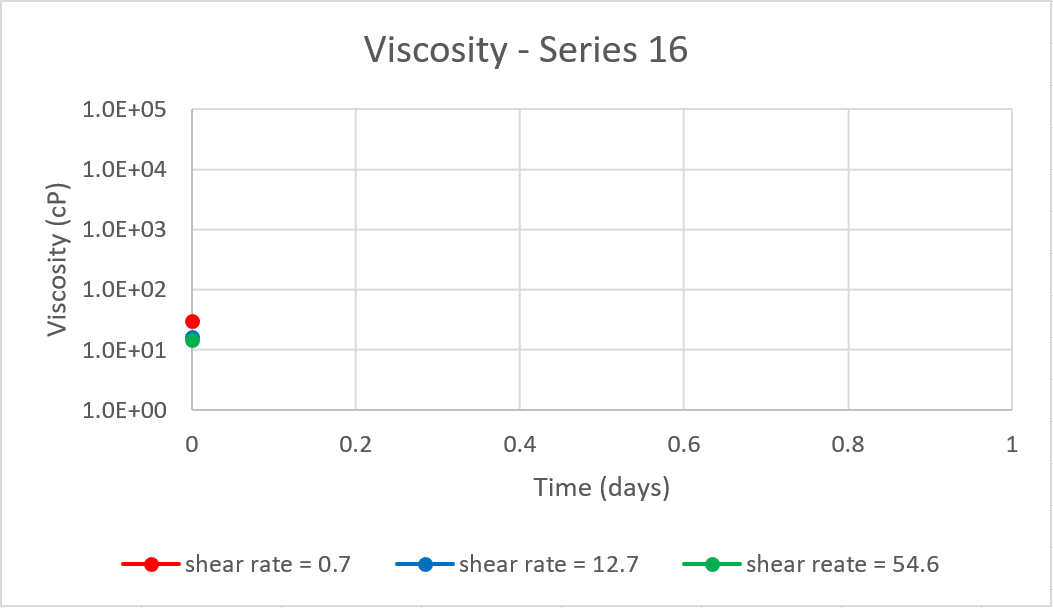 Viscosity - Series 16
1.0E+05
1.0E+04
1.0E+03
1.0E+02
1.0E+01
1.0E+00
Viscosity (cP)
0 0.2 0.4 0.6 0.8 1
Time (days)
shear rate = 0.7 shear rate = 12.7 shear reate = 54.6